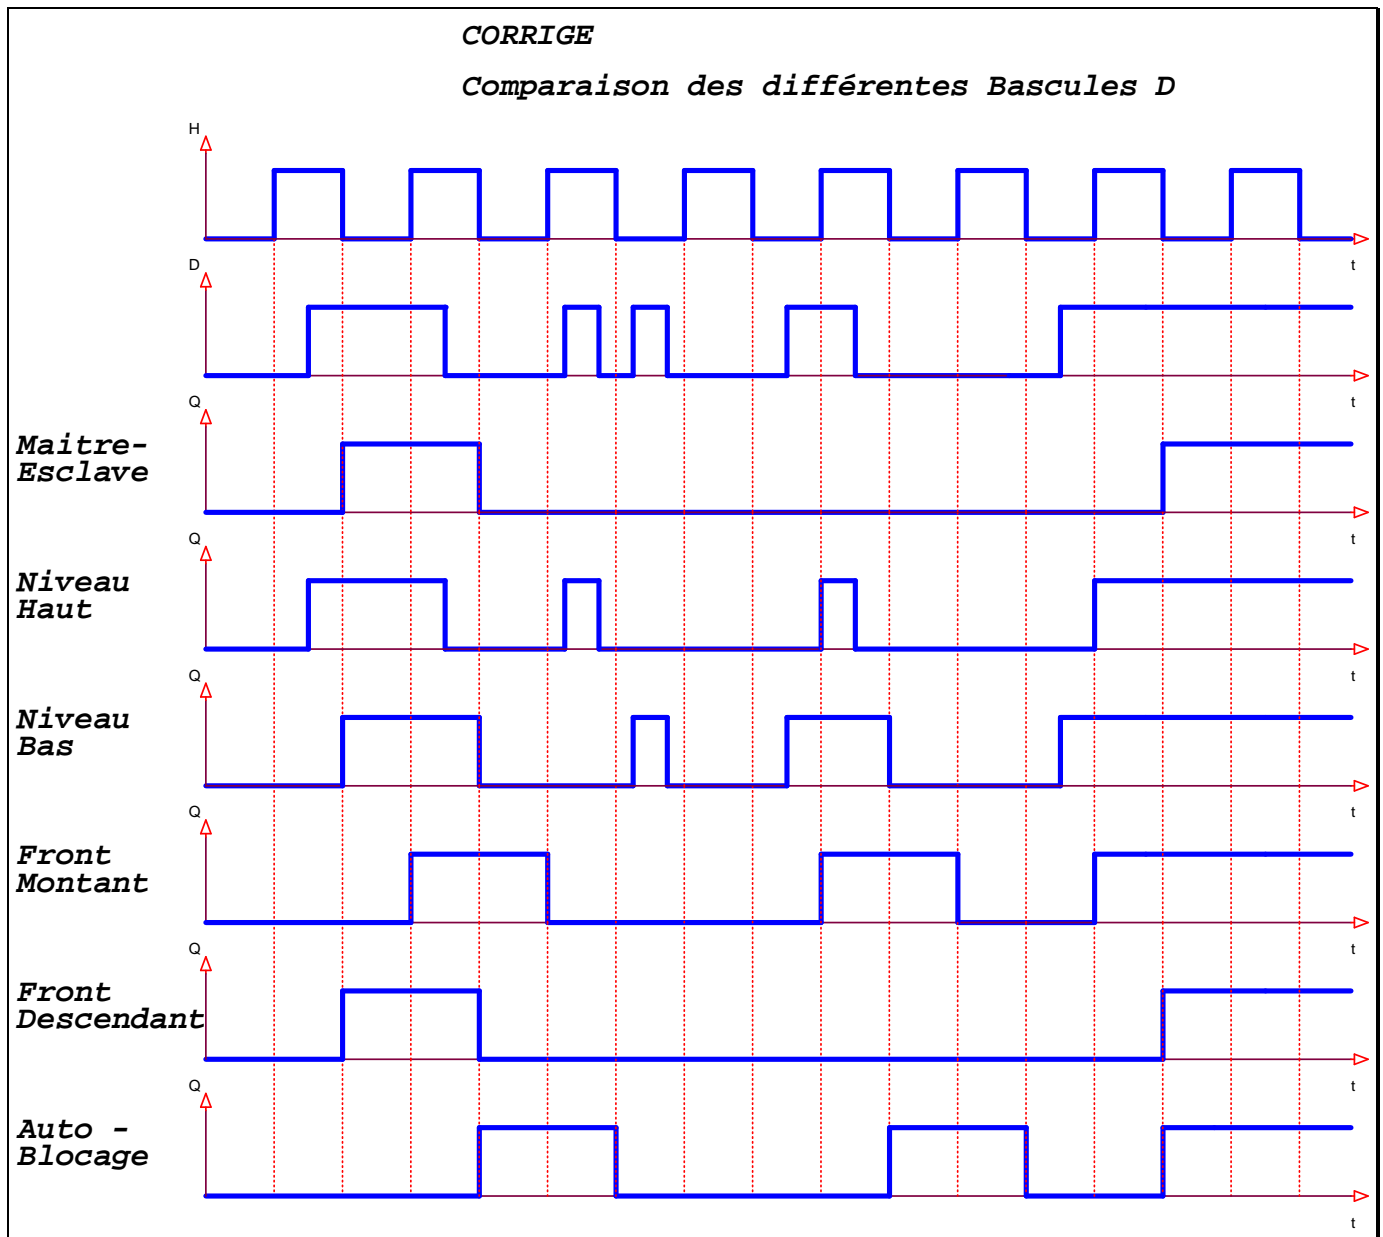 CORRIGE
Comparaison des différentes Bascules D
H
t
D
t
Q
Maitre-
Esclave
t
Q
Niveau
Haut
t
Q
Niveau
Bas
t
Q
Front
Montant
t
Q
Front
Descendant
t
Q
Auto -
Blocage
t